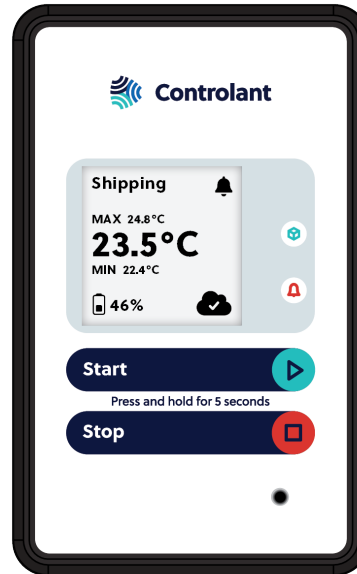 Controlant
Shipping
MAX 24.8°C
23.5°C
MIN 22.4°C
46%
Start
Press and hold for 5 seconds
Stop